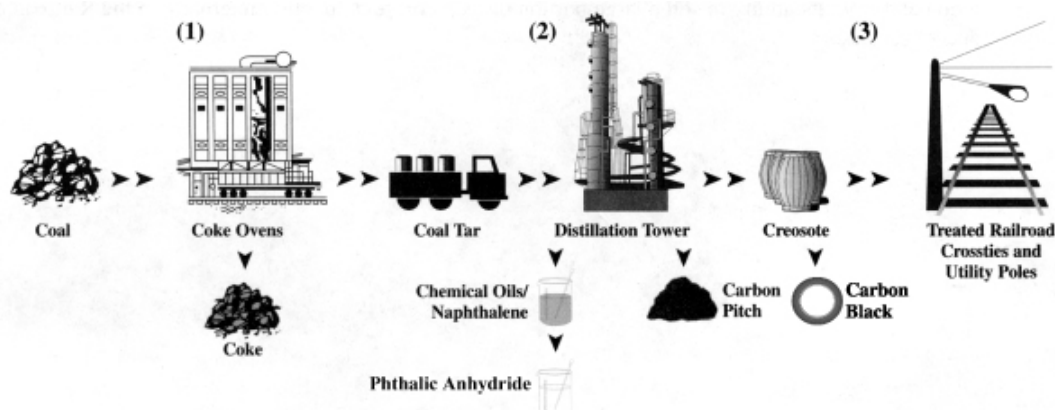 (1)
(2)
(3)
Coal
Coke Ovens
Coal Tar
Distillation Tower
Creosote
Treated Railroad
Crossties and
Utility Poles
Coke
Chemical Oils/
Naphthalene
Carbon
Pitch
Carbon
Black
Phthalic Anhydride